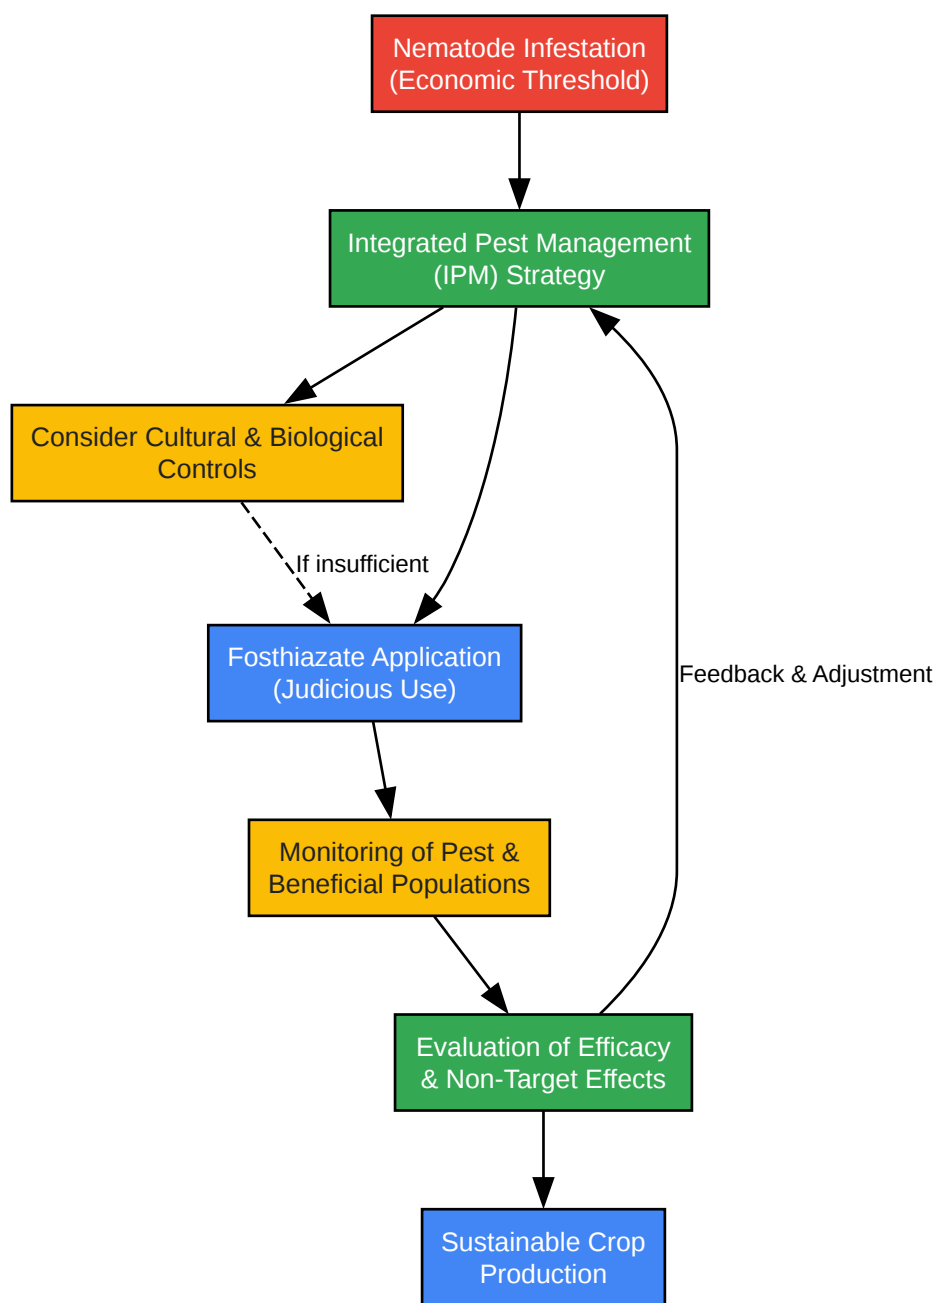 Nematode Infestation
(Economic Threshold)
Integrated Pest Management
(IPM) Strategy
Consider Cultural & Biological
Controls
If insufficient
Fosthiazate Application
(Judicious Use)
Feedback & Adjustment
Monitoring of Pest &
Beneficial Populations
Evaluation of Efficacy
& Non-Target Effects
Sustainable Crop
Production